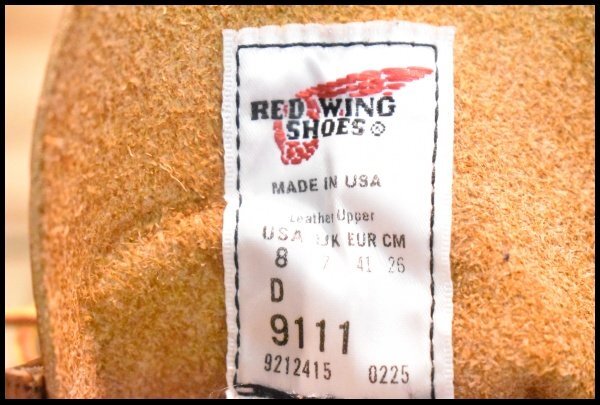 RED WING
SHOES ®
MADE IN USA
Leather Upper
USA UK EUR CM
8 7 41 26
D
9111
9212415 0225